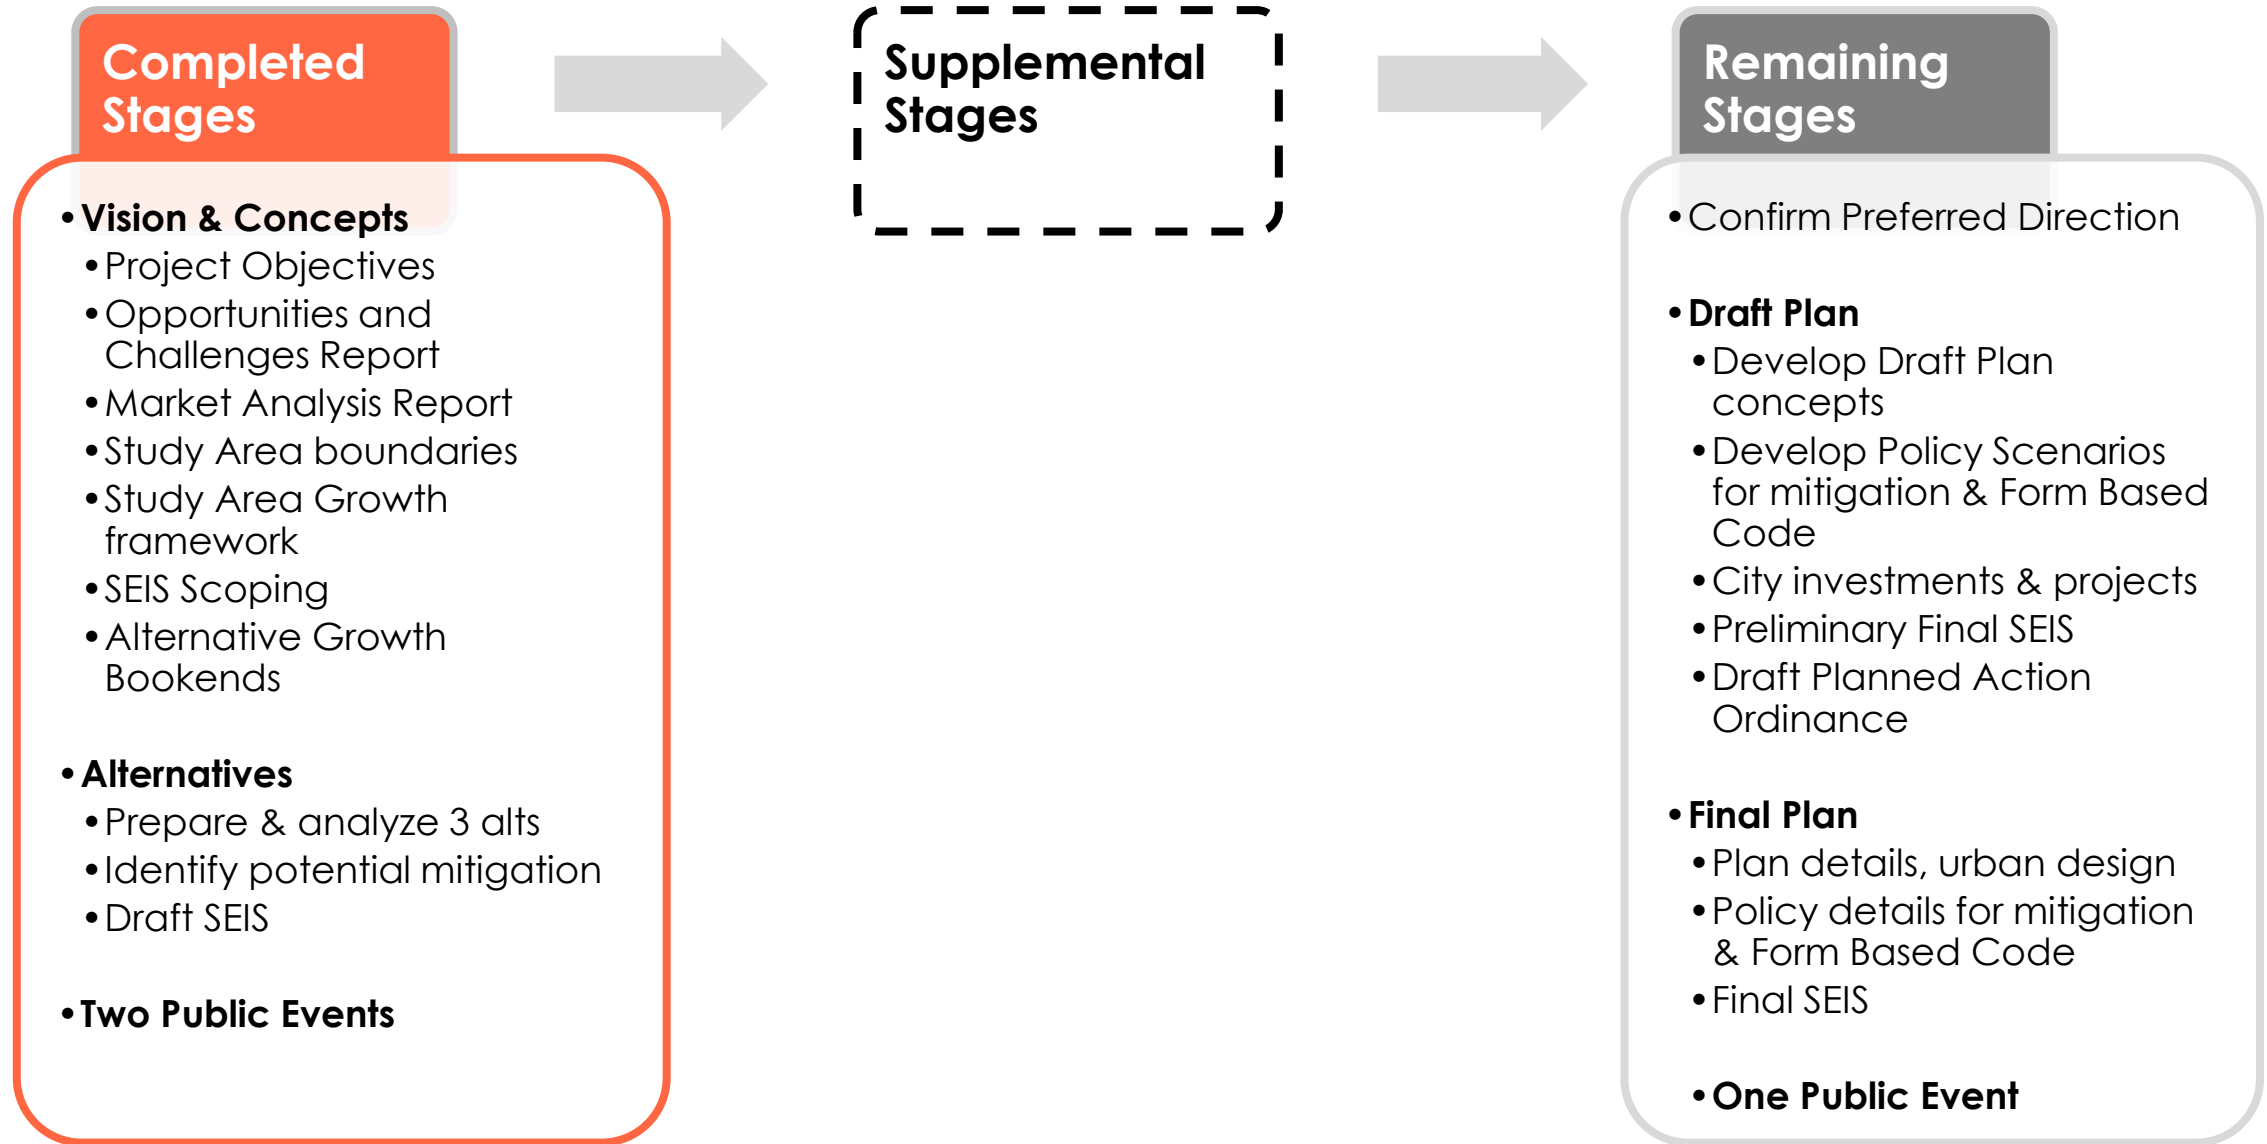 Completed
Stages
• Vision & Concepts
• Project Objectives
• Opportunities and
Challenges Report
• Market Analysis Report
• Study Area boundaries
• Study Area Growth
framework
• SEIS Scoping
• Alternative Growth
Bookends
• Alternatives
• Prepare & analyze 3 alts
• Identify potential mitigation
• Draft SEIS
• Two Public Events
Supplemental
Stages
Remaining
Stages
• Confirm Preferred Direction
• Draft Plan
• Develop Draft Plan
concepts
• Develop Policy Scenarios
for mitigation & Form Based
Code
• City investments & projects
• Preliminary Final SEIS
• Draft Planned Action
Ordinance
• Final Plan
• Plan details, urban design
• Policy details for mitigation
& Form Based Code
• Final SEIS
• One Public Event